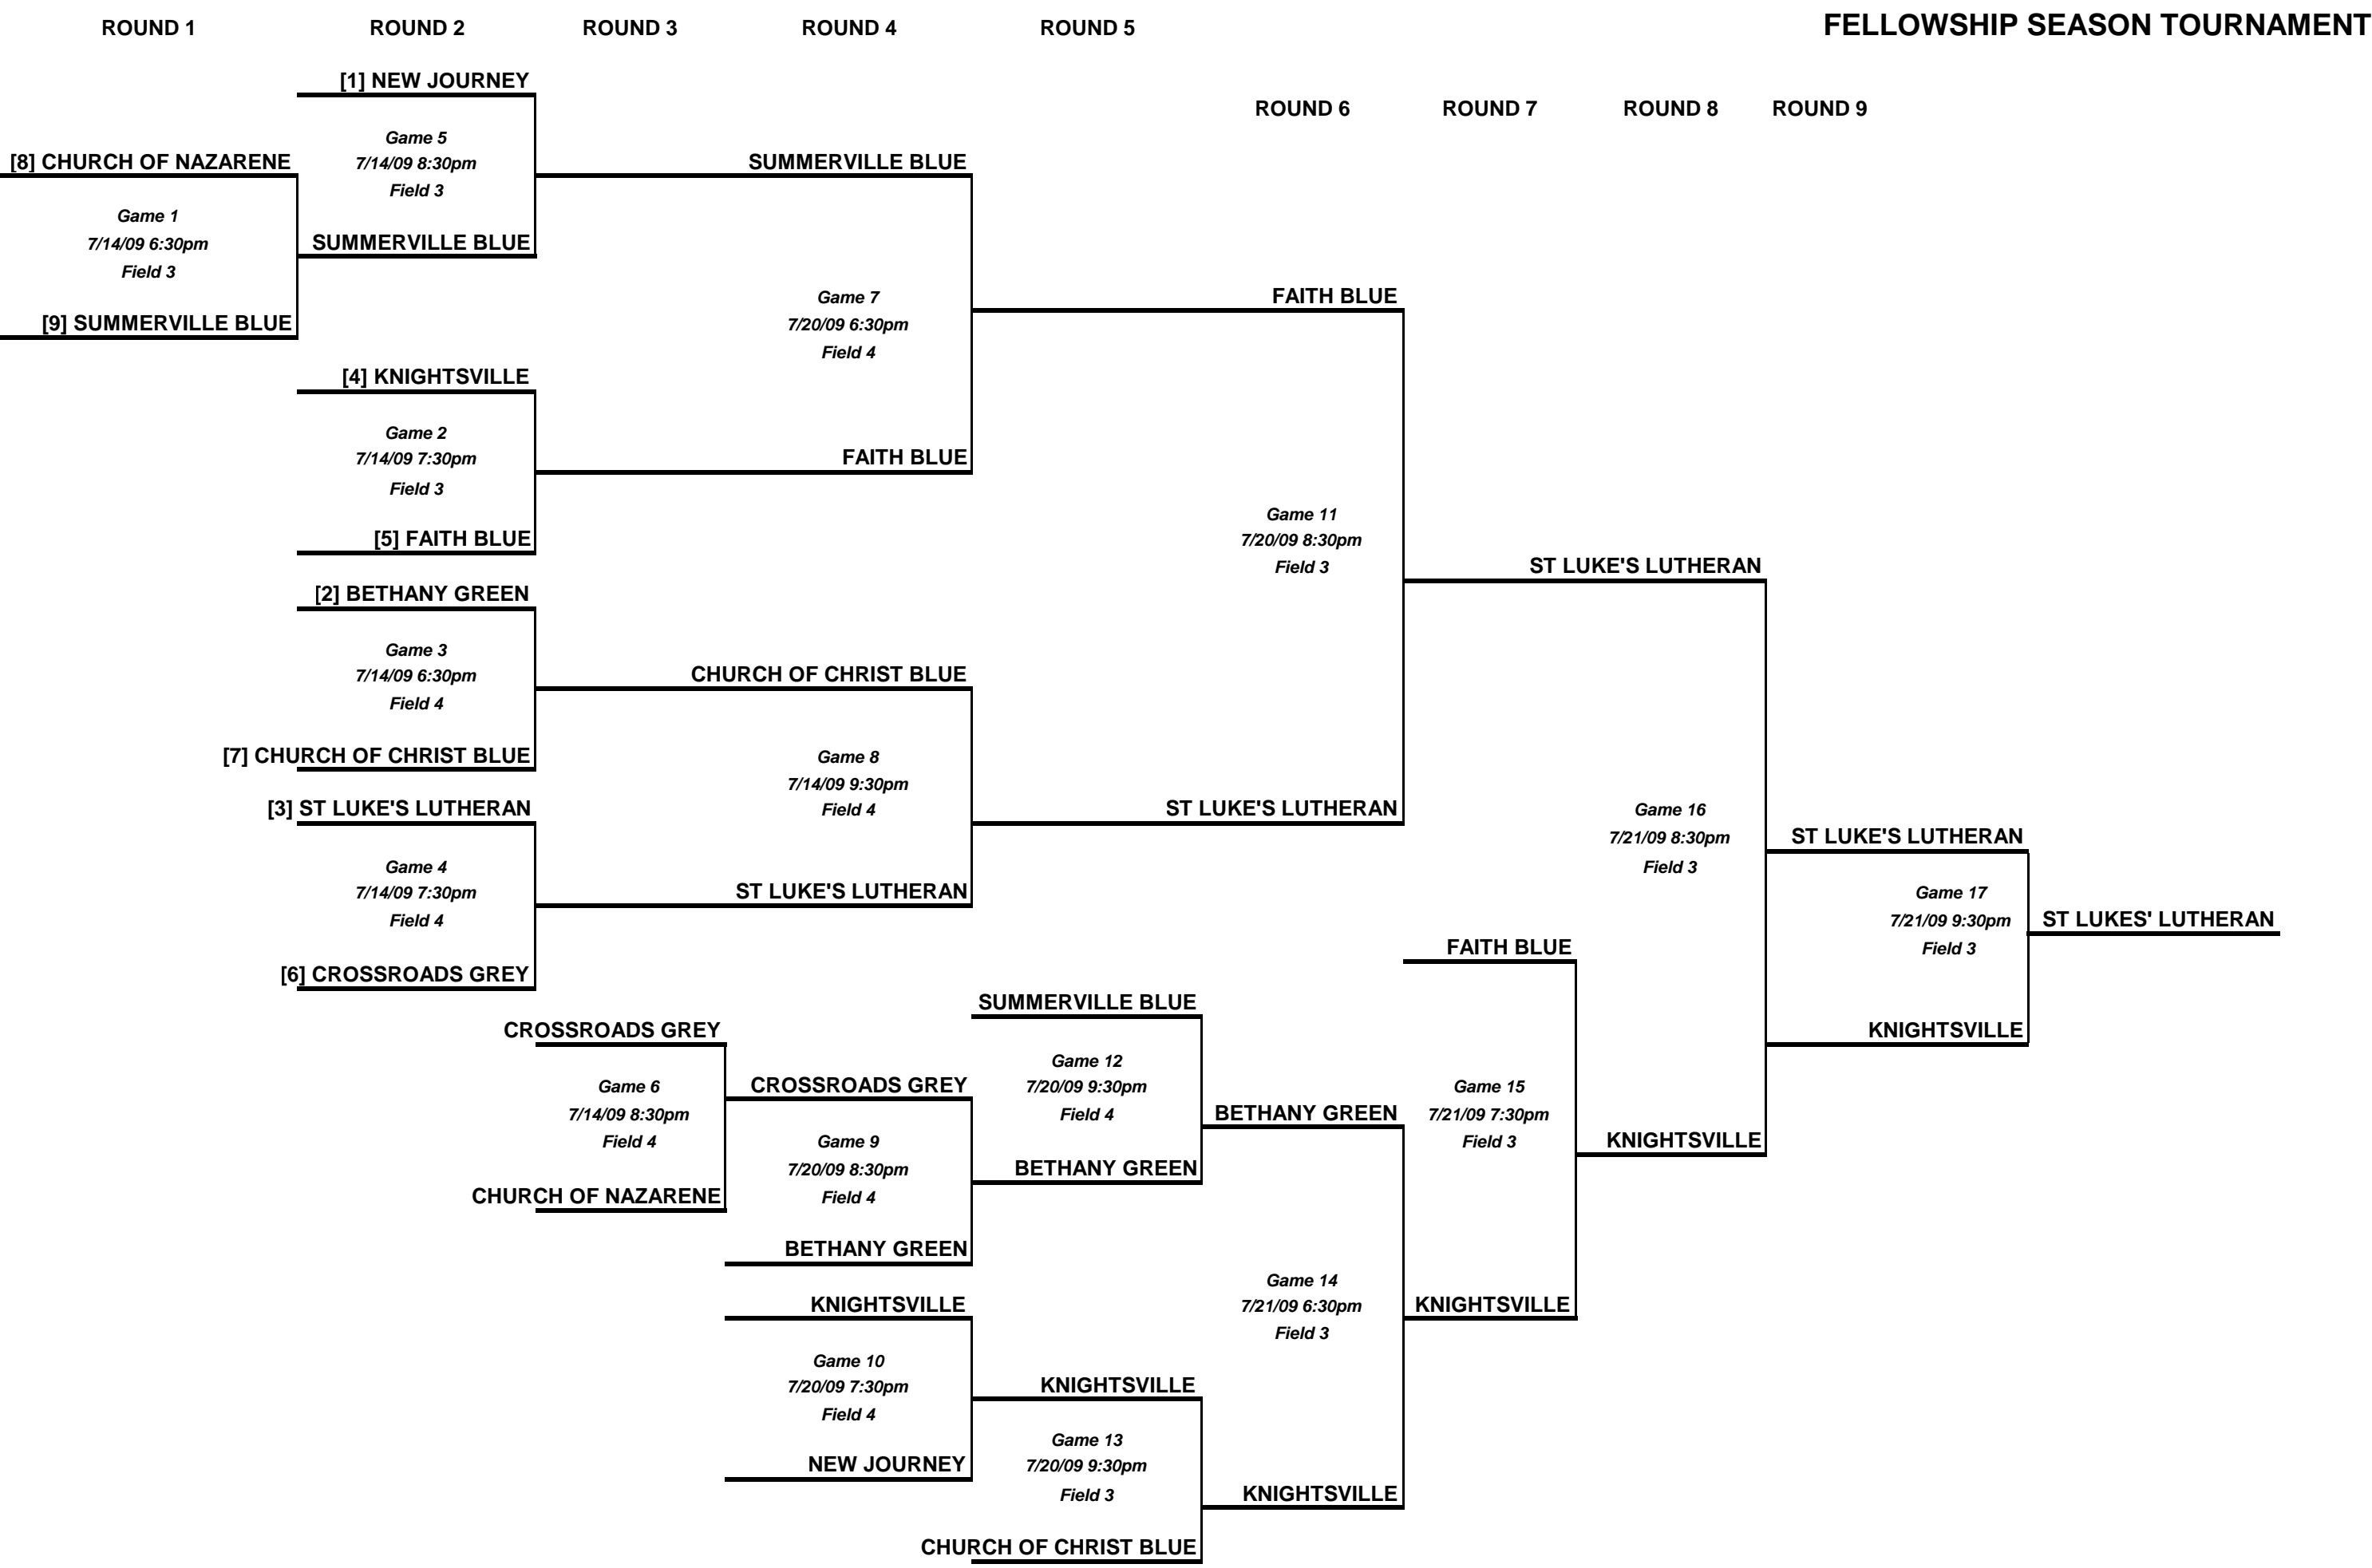 FELLOWSHIP SEASON TOURNAMENT
ROUND 1
ROUND 2
ROUND 3
ROUND 4
ROUND 5
ROUND 6
ROUND 7
ROUND 8
ROUND 9
[8] CHURCH OF NAZARENE
Game 1
7/14/09 6:30pm
Field 3
[9] SUMMERVILLE BLUE
[1] NEW JOURNEY
Game 5
7/14/09 8:30pm
Field 3
SUMMERVILLE BLUE
[4] KNIGHTSVILLE
Game 2
7/14/09 7:30pm
Field 3
[5] FAITH BLUE
[2] BETHANY GREEN
Game 3
7/14/09 6:30pm
Field 4
[7] CHURCH OF CHRIST BLUE
[3] ST LUKE'S LUTHERAN
Game 4
7/14/09 7:30pm
Field 4
[6] CROSSROADS GREY
CROSSROADS GREY
Game 6
7/14/09 8:30pm
Field 4
CHURCH OF NAZARENE
SUMMERVILLE BLUE
Game 7
7/20/09 6:30pm
Field 4
FAITH BLUE
CHURCH OF CHRIST BLUE
Game 8
7/14/09 9:30pm
Field 4
ST LUKE'S LUTHERAN
CROSSROADS GREY
Game 9
7/20/09 8:30pm
Field 4
BETHANY GREEN
KNIGHTSVILLE
Game 10
7/20/09 7:30pm
Field 4
NEW JOURNEY
SUMMERVILLE BLUE
Game 12
7/20/09 9:30pm
Field 4
BETHANY GREEN
KNIGHTSVILLE
Game 13
7/20/09 9:30pm
Field 3
CHURCH OF CHRIST BLUE
FAITH BLUE
Game 11
7/20/09 8:30pm
Field 3
ST LUKE'S LUTHERAN
BETHANY GREEN
Game 14
7/21/09 6:30pm
Field 3
KNIGHTSVILLE
FAITH BLUE
Game 15
7/21/09 7:30pm
Field 3
KNIGHTSVILLE
ST LUKE'S LUTHERAN
Game 16
7/21/09 8:30pm
Field 3
KNIGHTSVILLE
ST LUKE'S LUTHERAN
Game 17
7/21/09 9:30pm
Field 3
KNIGHTSVILLE
ST LUKES' LUTHERAN